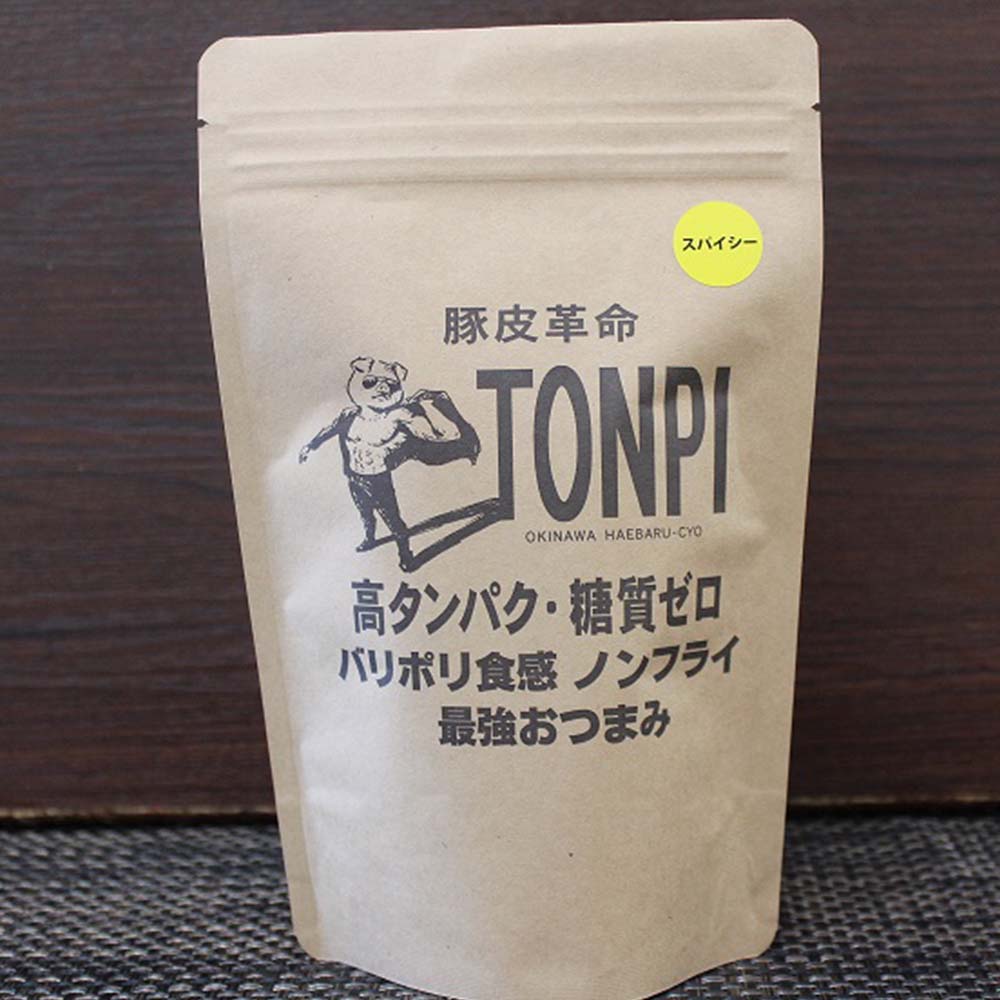 スパイシー
豚皮革命
TONPI
OKINAWA HAEBARU-CYO
高タンパク・糖質ゼロ
バリポリ食感 ノンフライ
最強おつまみ